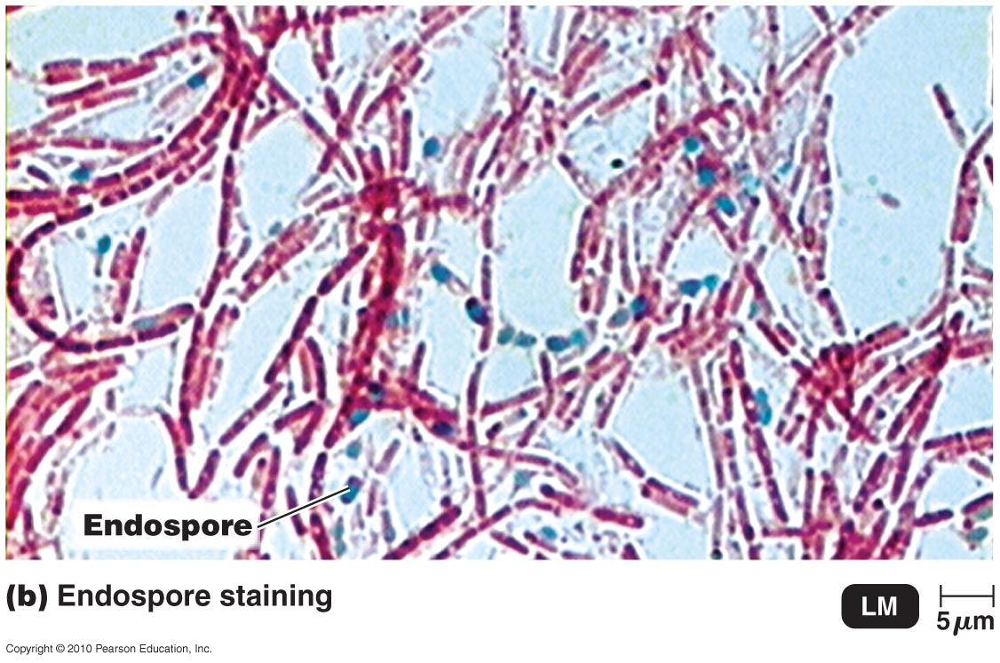 Endospore
(b) Endospore staining
LM
5 μm
Copyright © 2010 Pearson Education, Inc.